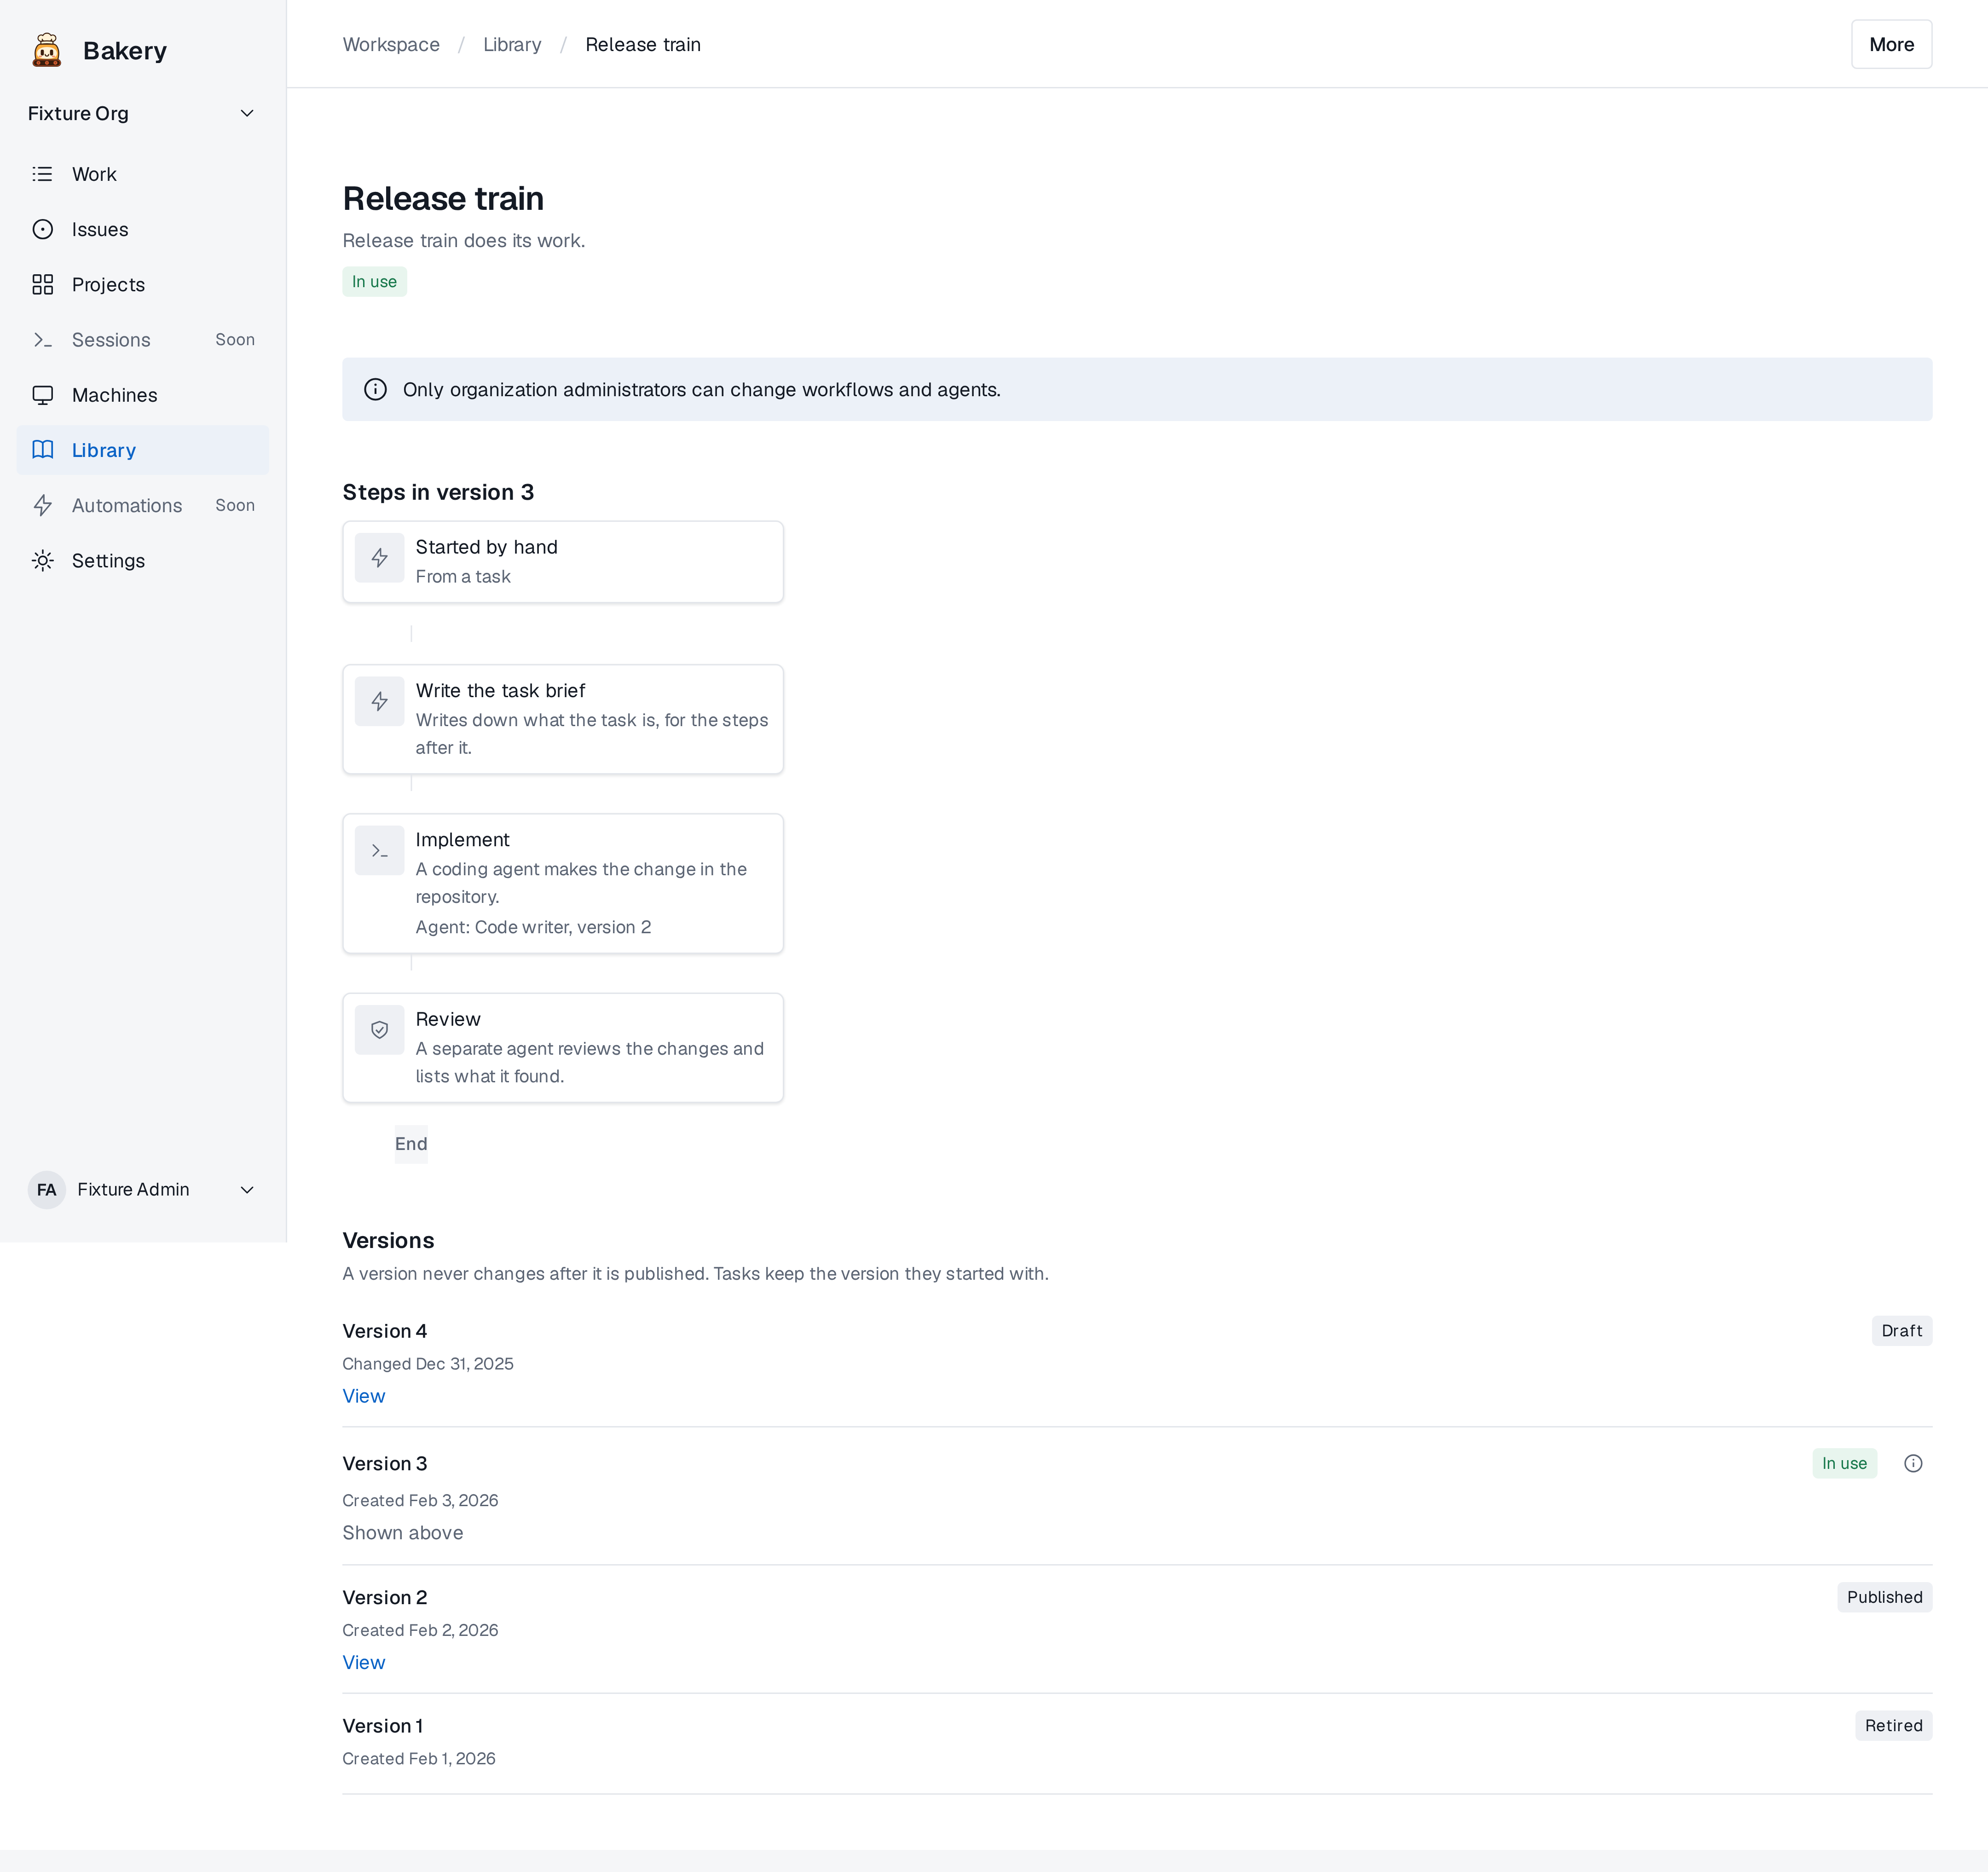 Bakery
Fixture Org
Work
Issues
Projects
Sessions Soon
Machines
Library
Automations Soon
Settings
FA Fixture Admin
Workspace / Library / Release train
More
Release train
Release train does its work.
In use
Only organization administrators can change workflows and agents.
Steps in version 3
Started by hand
From a task
Write the task brief
Writes down what the task is, for the steps
after it.
Implement
A coding agent makes the change in the
repository.
Agent: Code writer, version 2
Review
A separate agent reviews the changes and
lists what it found.
End
Versions
A version never changes after it is published. Tasks keep the version they started with.
Version 4 Draft
Changed Dec 31, 2025
View
Version 3 In use
Created Feb 3, 2026
Shown above
Version 2 Published
Created Feb 2, 2026
View
Version 1 Retired
Created Feb 1, 2026